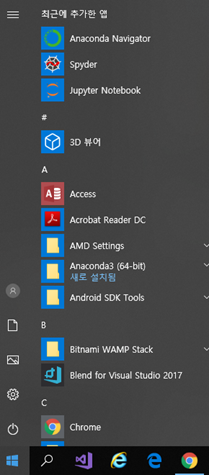 최근에 추가한 앱
Anaconda Navigator
Spyder
Jupyter Notebook
#
3D 뷰어
A
Access
Acrobat Reader DC
AMD Settings
Anaconda3 (64-bit)
새로 설치됨
Android SDK Tools
B
Bitnami WAMP Stack
Blend for Visual Studio 2017
C
Chrome